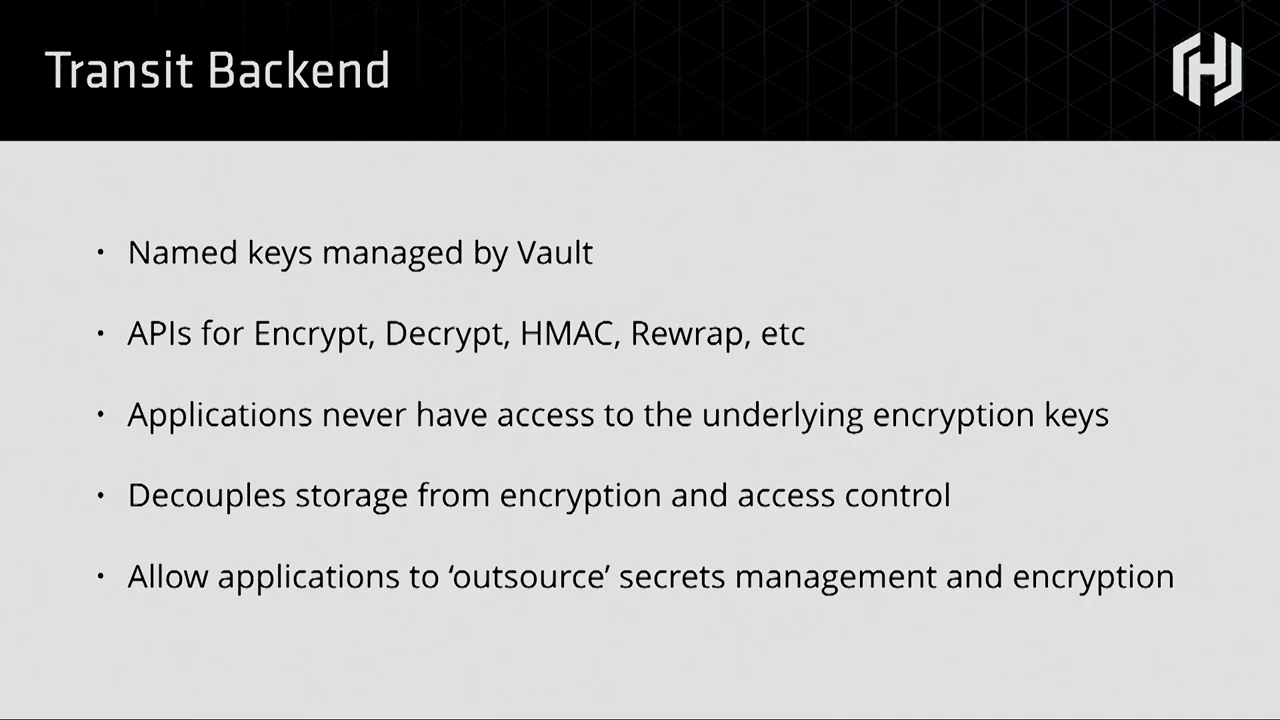 Transit Backend
• Named keys managed by Vault
• APIs for Encrypt, Decrypt, HMAC, Rewrap, etc
• Applications never have access to the underlying encryption keys
• Decouples storage from encryption and access control
• Allow applications to ‘outsource’ secrets management and encryption